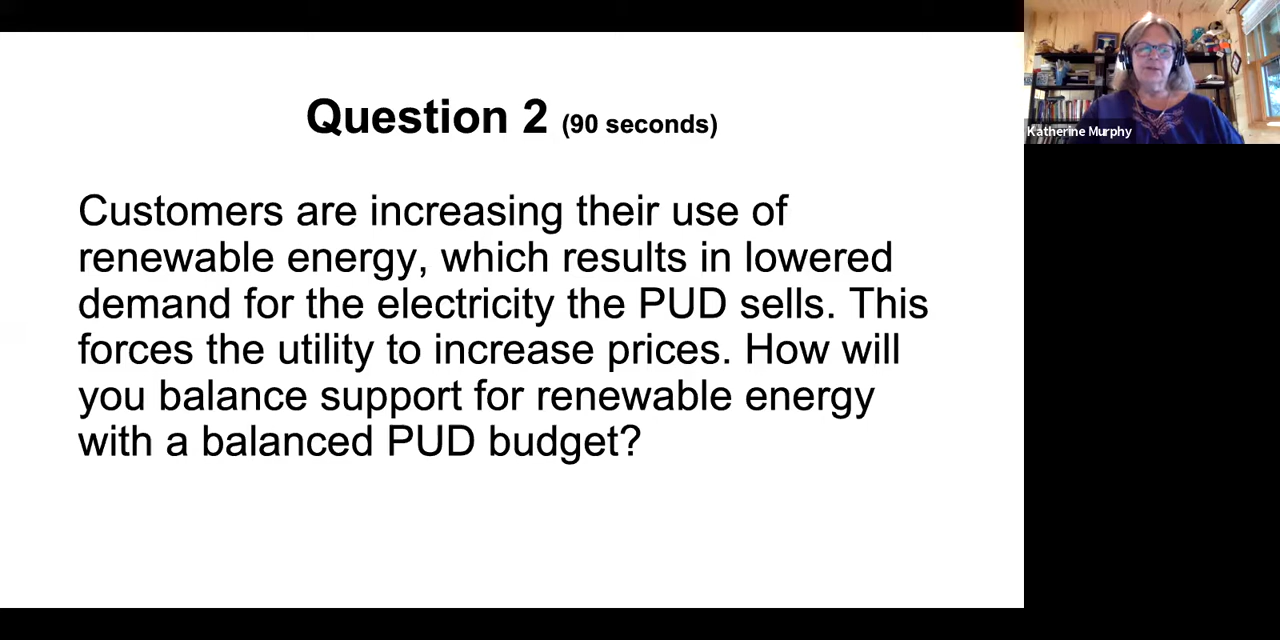 Question 2 (90 seconds)
Customers are increasing their use of
renewable energy, which results in lowered
demand for the electricity the PUD sells. This
forces the utility to increase prices. How will
you balance support for renewable energy
with a balanced PUD budget?
Katherine Murphy